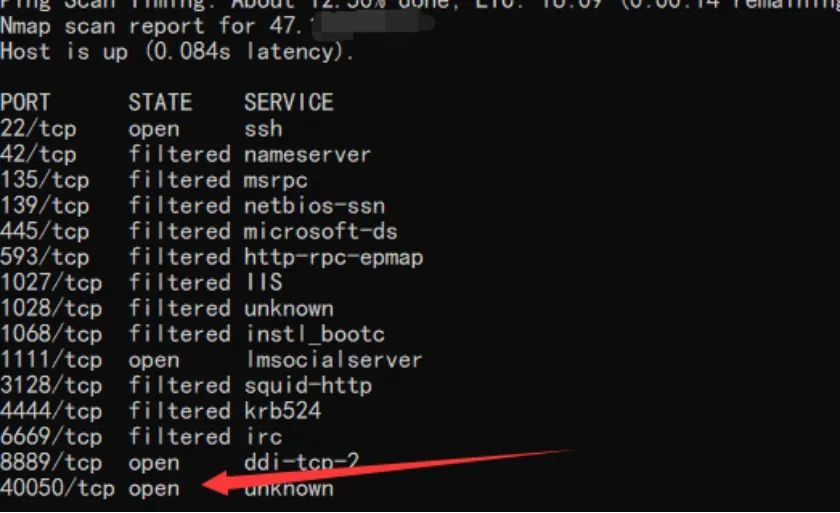 Ping Scan Timing: About 12.50% done; ETC: 16:09 (0:00:14 remaining
Nmap scan report for 47.
Host is up (0.084s latency).
PORT STATE SERVICE
22/tcp open ssh
42/tcp filtered nameserver
135/tcp filtered msrpc
139/tcp filtered netbios-ssn
445/tcp filtered microsoft-ds
593/tcp filtered http-rpc-epmap
1027/tcp filtered IIS
1028/tcp filtered unknown
1068/tcp filtered instl_bootc
1111/tcp open lmsocialserver
3128/tcp filtered squid-http
4444/tcp filtered krb524
6669/tcp filtered irc
8889/tcp open ddi-tcp-2
40050/tcp open unknown